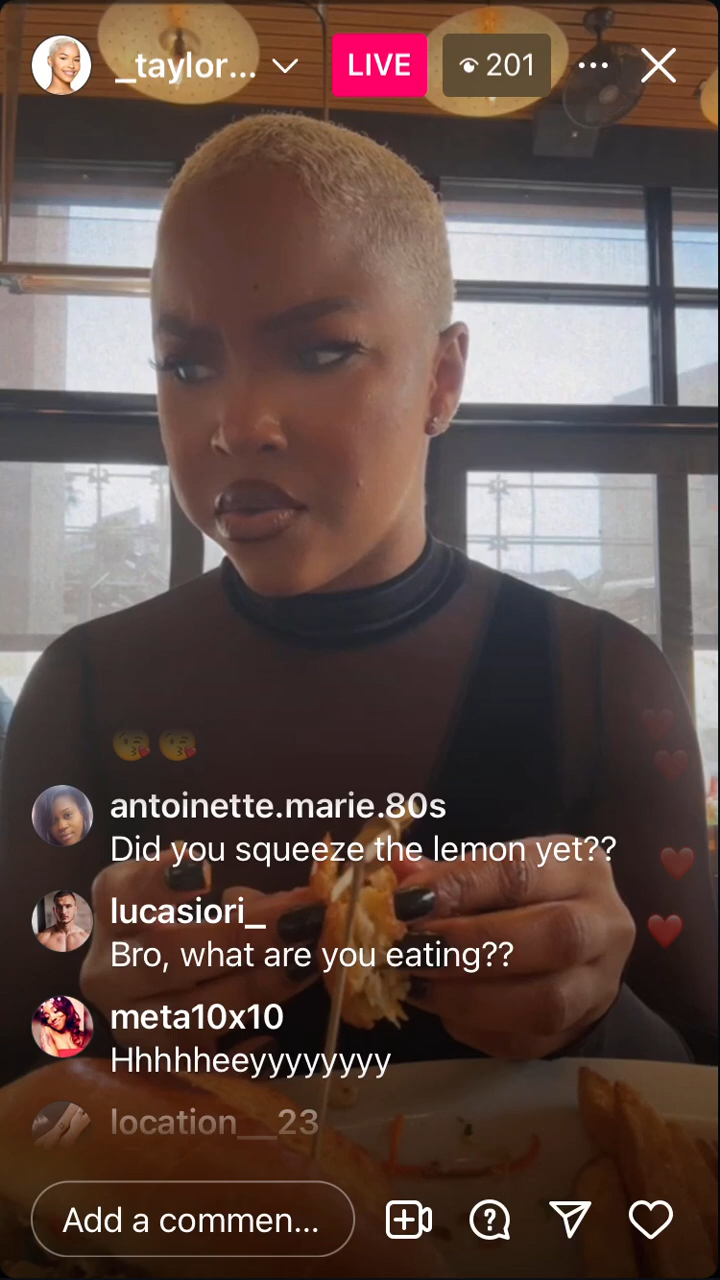 _taylor...
LIVE
201
antoinette.marie.80s
Did you squeeze the lemon yet??
lucasiori_
Bro, what are you eating??
meta10x10
Hhhhheeyyyyyyyy
location__23
Add a commen...